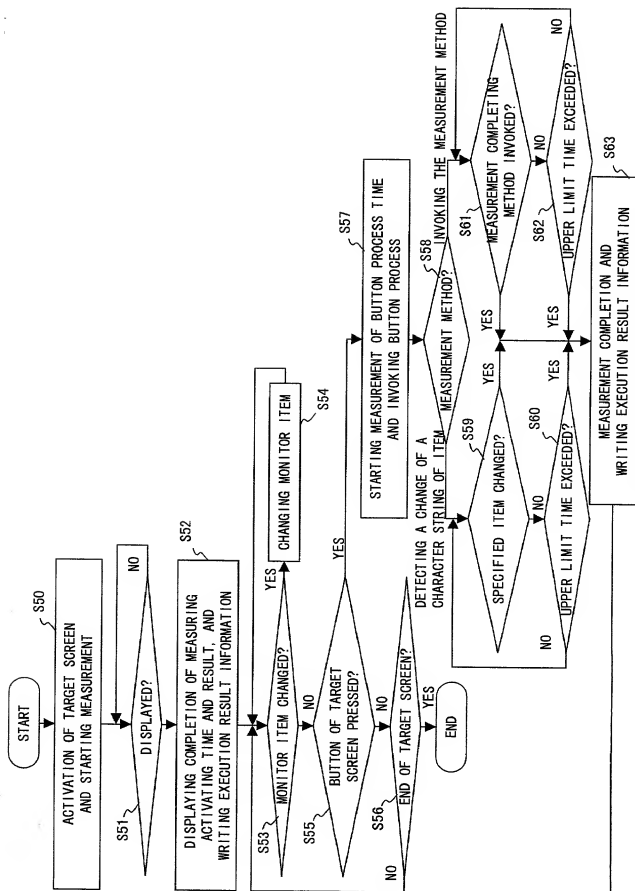 START
S50
ACTIVATION OF TARGET SCREEN
AND STARTING MEASUREMENT
S51
DISPLAYED?
NO
S52
DISPLAYING COMPLETION OF MEASURING
ACTIVATING TIME AND RESULT, AND
WRITING EXECUTION RESULT INFORMATION
S53
MONITOR ITEM CHANGED?
YES
CHANGING MONITOR ITEM
S54
NO
S55
BUTTON OF TARGET
SCREEN PRESSED?
YES
NO
S56
END OF TARGET SCREEN?
NO
YES
END
S57
STARTING MEASUREMENT OF BUTTON PROCESS TIME
AND INVOKING BUTTON PROCESS
S58
MEASUREMENT METHOD?
DETECTING A CHANGE OF A
CHARACTER STRING OF ITEM
INVOKING THE MEASUREMENT METHOD
S59
SPECIFIED ITEM CHANGED?
YES
NO
S60
UPPER LIMIT TIME EXCEEDED?
YES
NO
S61
MEASUREMENT COMPLETING
METHOD INVOKED?
YES
NO
S62
UPPER LIMIT TIME EXCEEDED?
YES
NO
S63
MEASUREMENT COMPLETION AND
WRITING EXECUTION RESULT INFORMATION